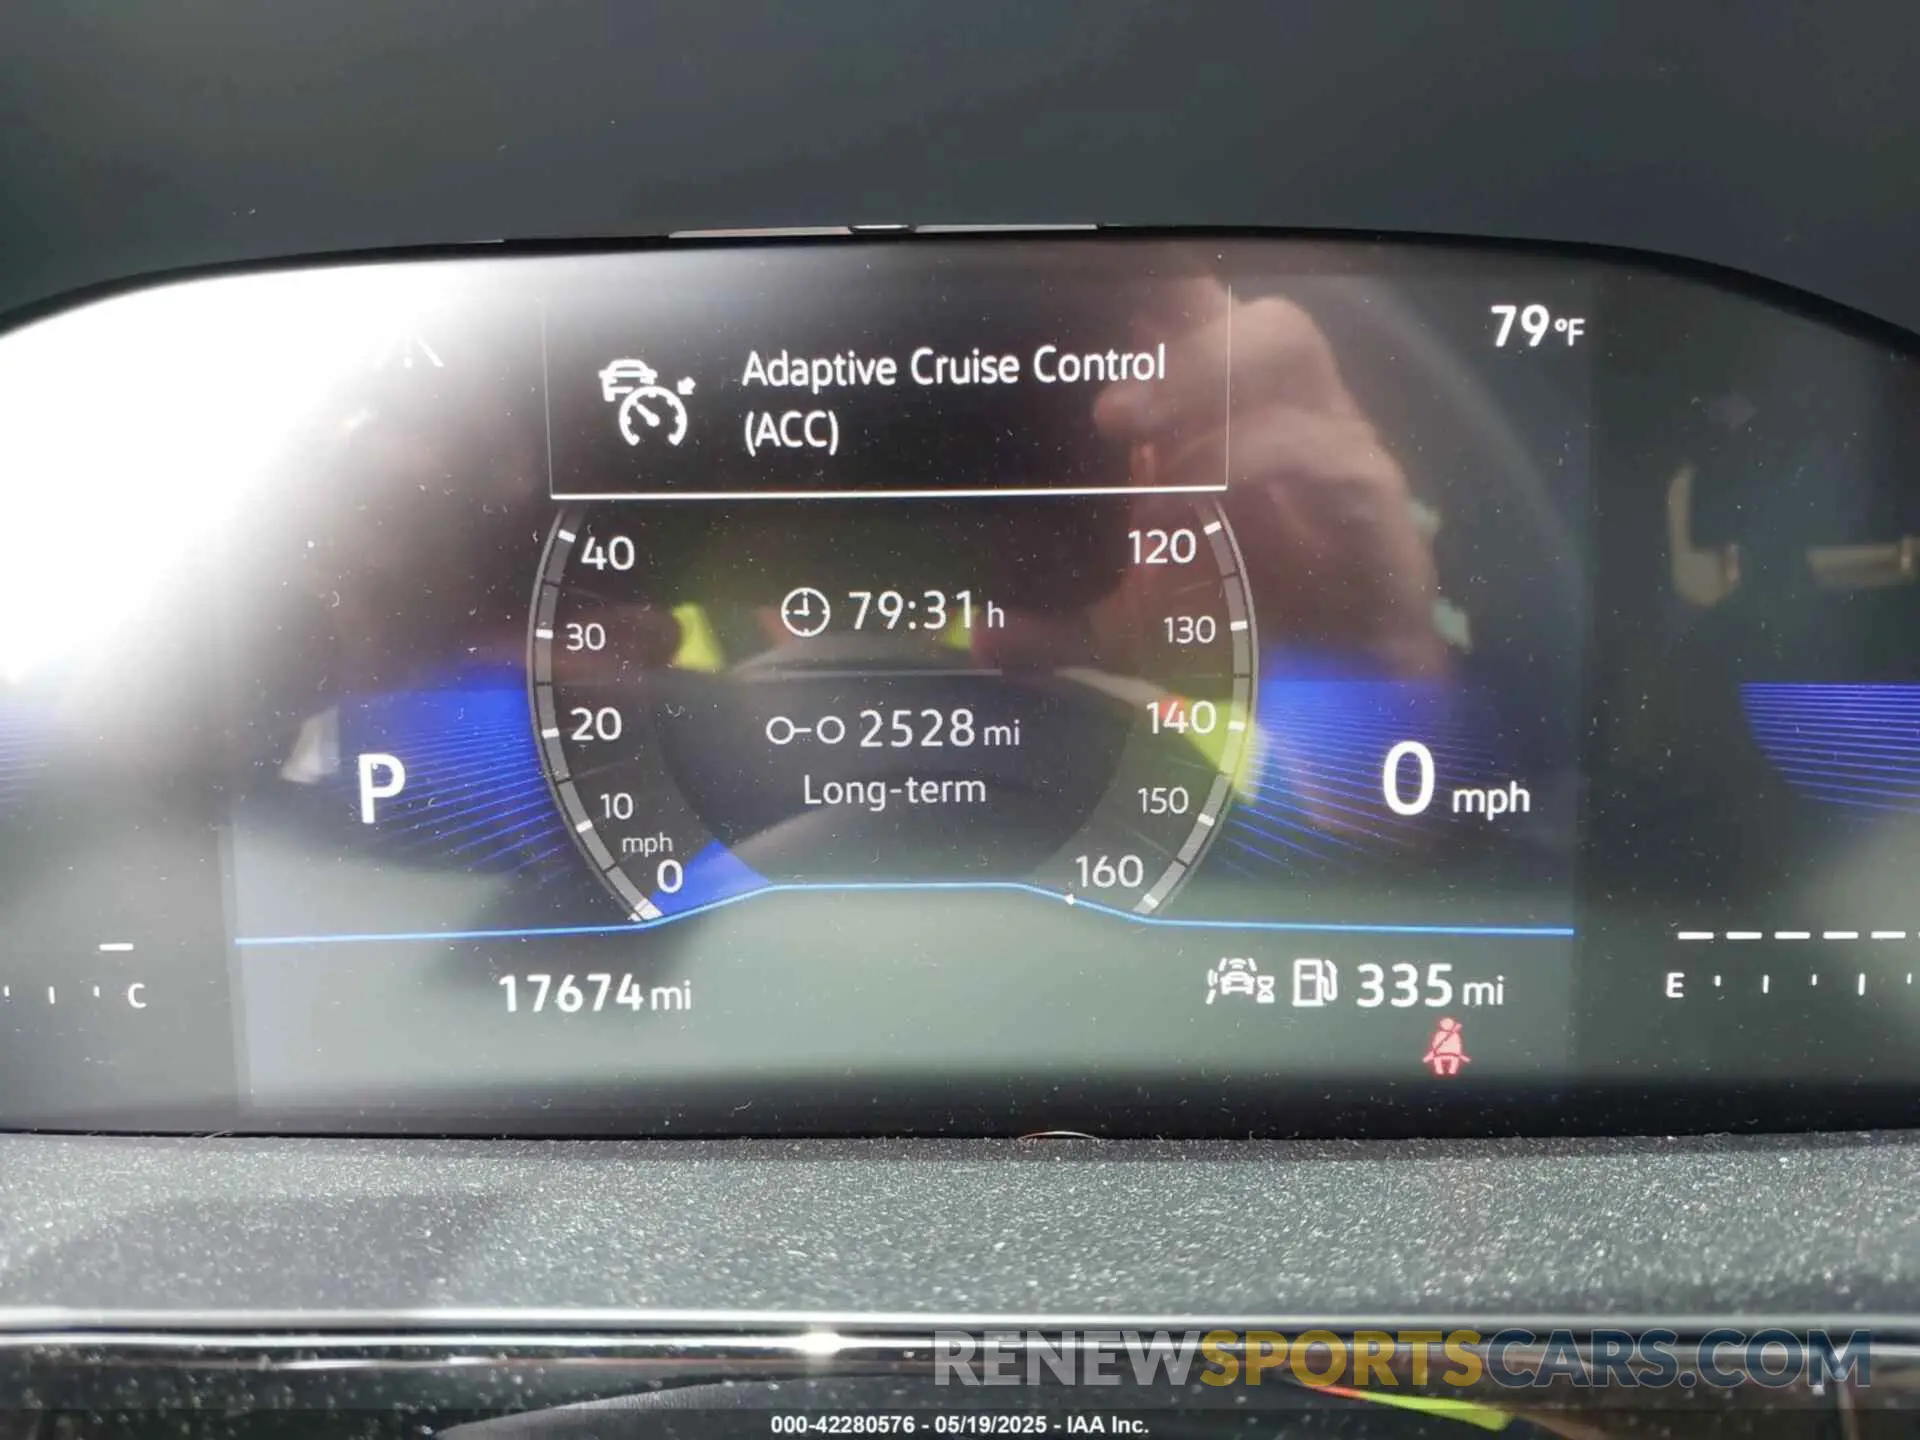 79°F
Adaptive Cruise Control
(ACC)
40
120
79:31 h
30
130
2528 mi
20
140
Long-term
P
0 mph
10
150
mph
0
160
C
17674 mi
335 mi
E
RENEWSPORTSCARS.COM
000-42280576 - 05/19/2025 - IAA Inc.